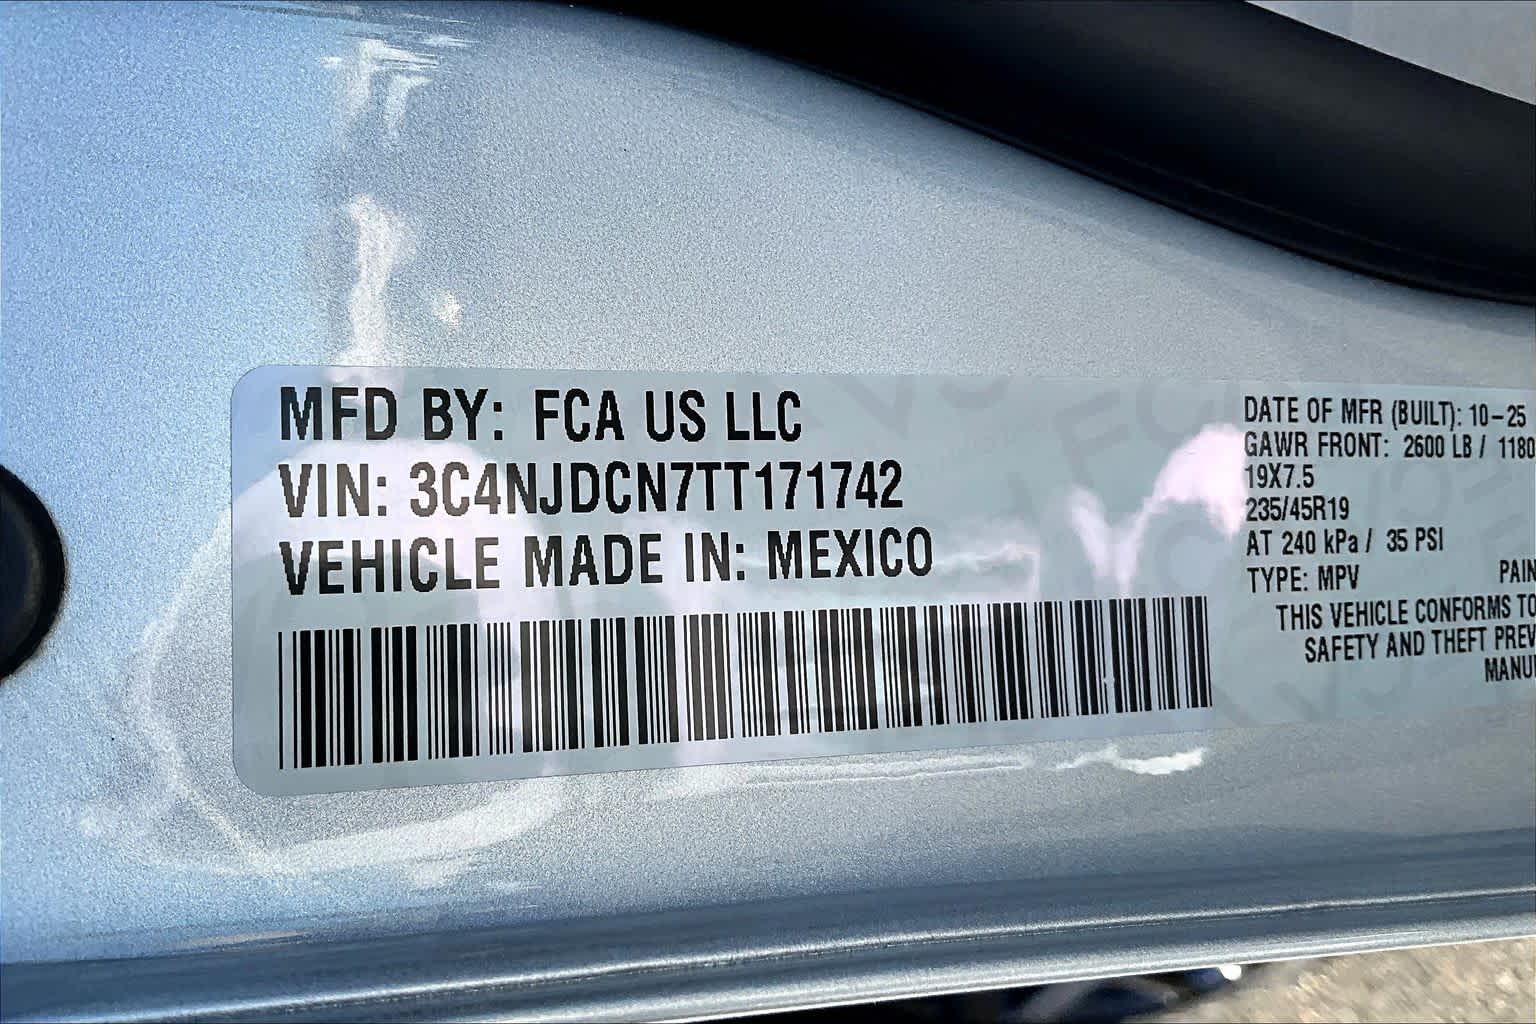 MFD BY: FCA US LLC
VIN: 3C4NJDCN7TT171742
VEHICLE MADE IN: MEXICO
DATE OF MFR (BUILT): 10-25
GAWR FRONT: 2600 LB / 1180
19X7.5
235/45R19
AT 240 kPa / 35 PSI
TYPE: MPV PAIN
THIS VEHICLE CONFORMS TO
SAFETY AND THEFT PREV
MANU